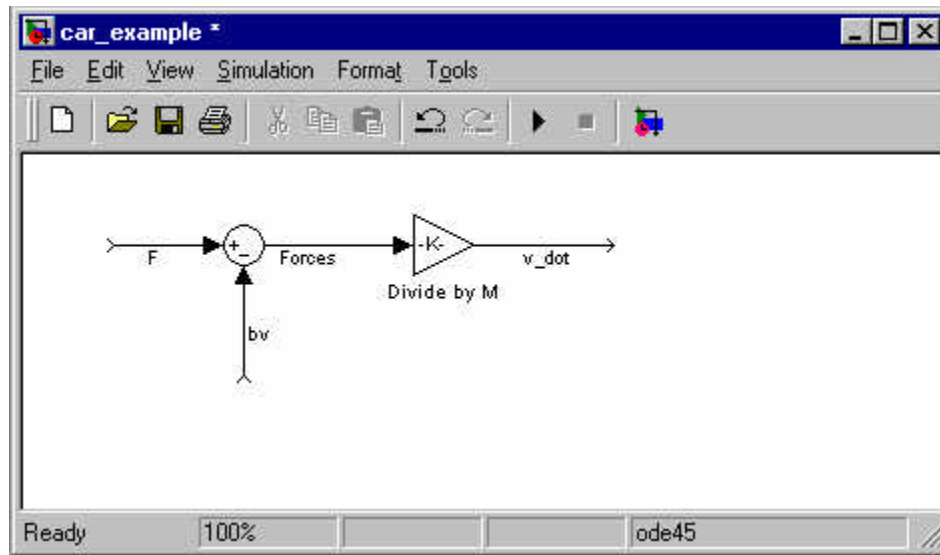 car_example *
File Edit View Simulation Format Tools
F
+
-
Forces
-K-
v_dot
Divide by M
bv
Ready 100% ode45